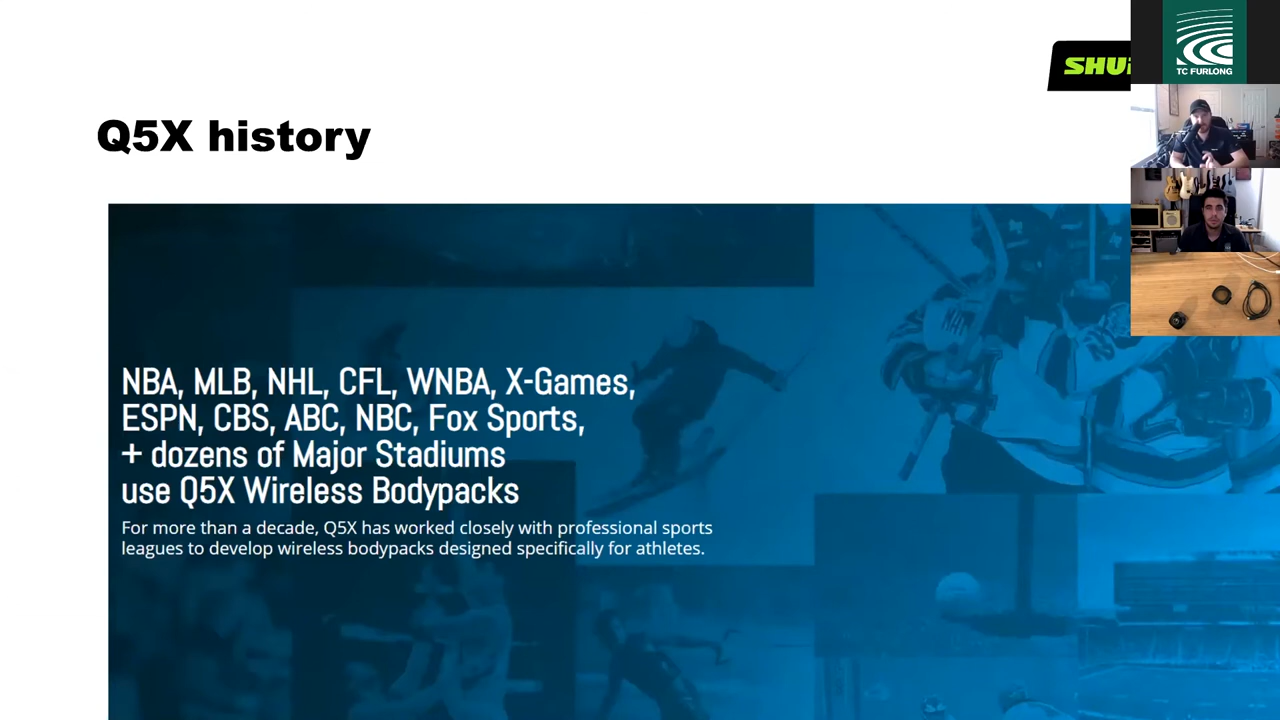 SHU
TC FURLONG
Q5X history
NBA, MLB, NHL, CFL, WNBA, X-Games,
ESPN, CBS, ABC, NBC, Fox Sports,
+ dozens of Major Stadiums
use Q5X Wireless Bodypacks
For more than a decade, Q5X has worked closely with professional sports
leagues to develop wireless bodypacks designed specifically for athletes.